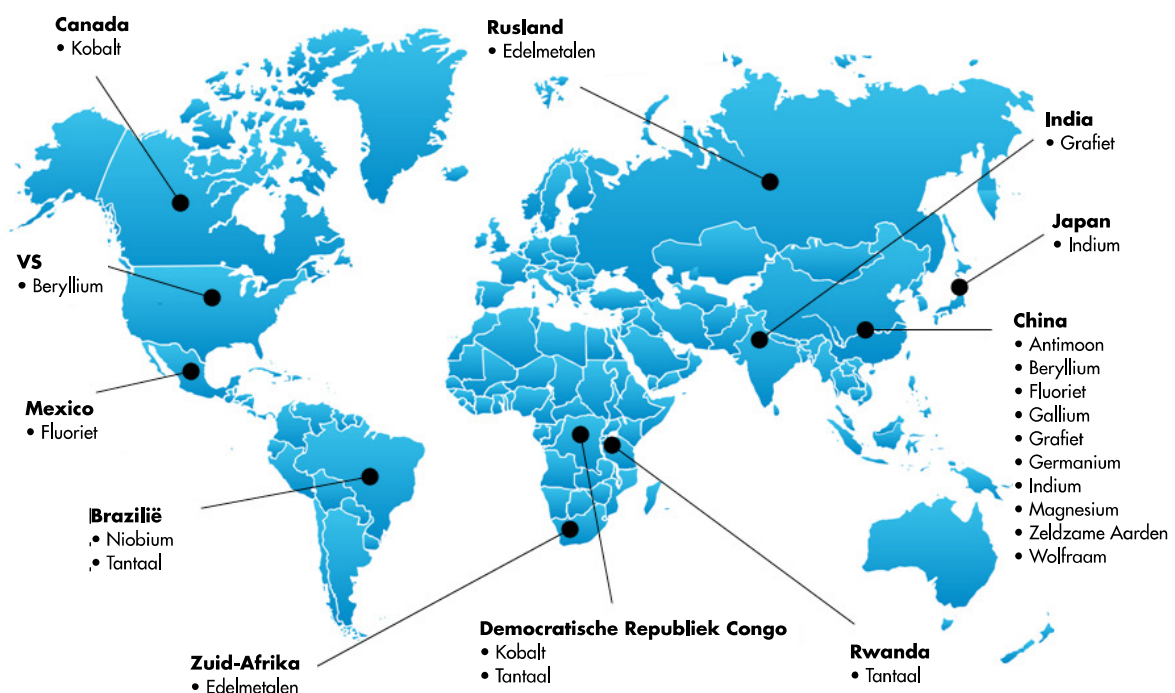 Canada
• Kobalt
Rusland
• Edelmetalen
India
• Grafiet
Japan
• Indium
VS
• Beryllium
China
• Antimoon
• Beryllium
• Fluoriet
• Gallium
• Grafiet
• Germanium
• Indium
• Magnesium
• Zeldzame Aarden
• Wolfraam
Mexico
• Fluoriet
Brazilië
• Niobium
• Tantaal
Zuid-Afrika
• Edelmetalen
Democratische Republiek Congo
• Kobalt
• Tantaal
Rwanda
• Tantaal